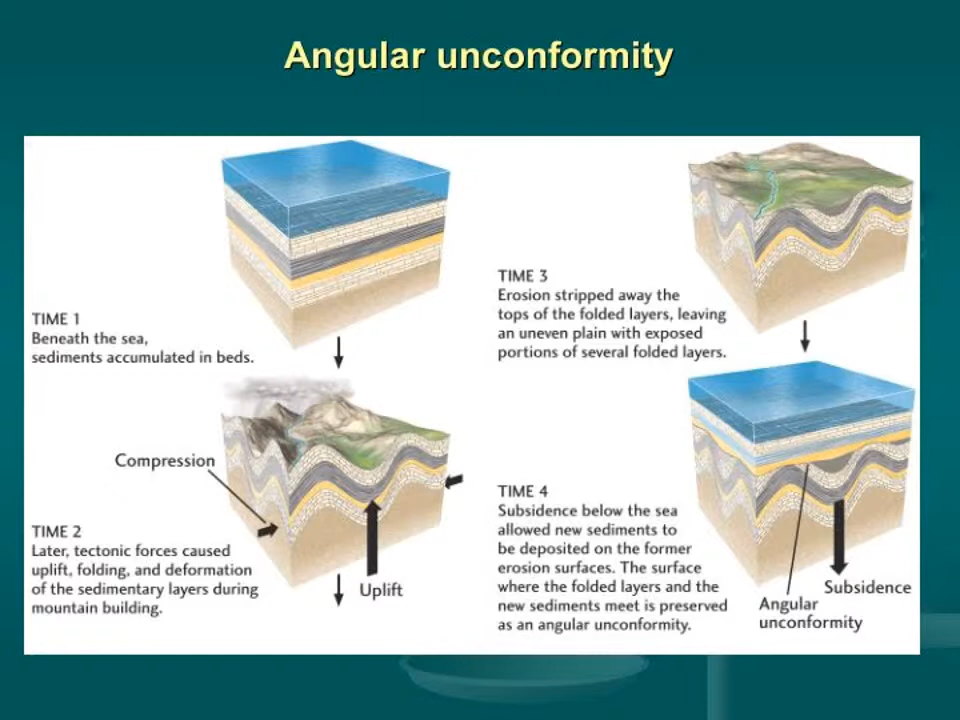 Angular unconformity
TIME 1
Beneath the sea,
sediments accumulated in beds.
Compression
TIME 2
Later, tectonic forces caused
uplift, folding, and deformation
of the sedimentary layers during
mountain building.
Uplift
TIME 3
Erosion stripped away the
tops of the folded layers, leaving
an uneven plain with exposed
portions of several folded layers.
TIME 4
Subsidence below the sea
allowed new sediments to
be deposited on the former
erosion surfaces. The surface
where the folded layers and the
new sediments meet is preserved
as an angular unconformity.
Subsidence
Angular
unconformity